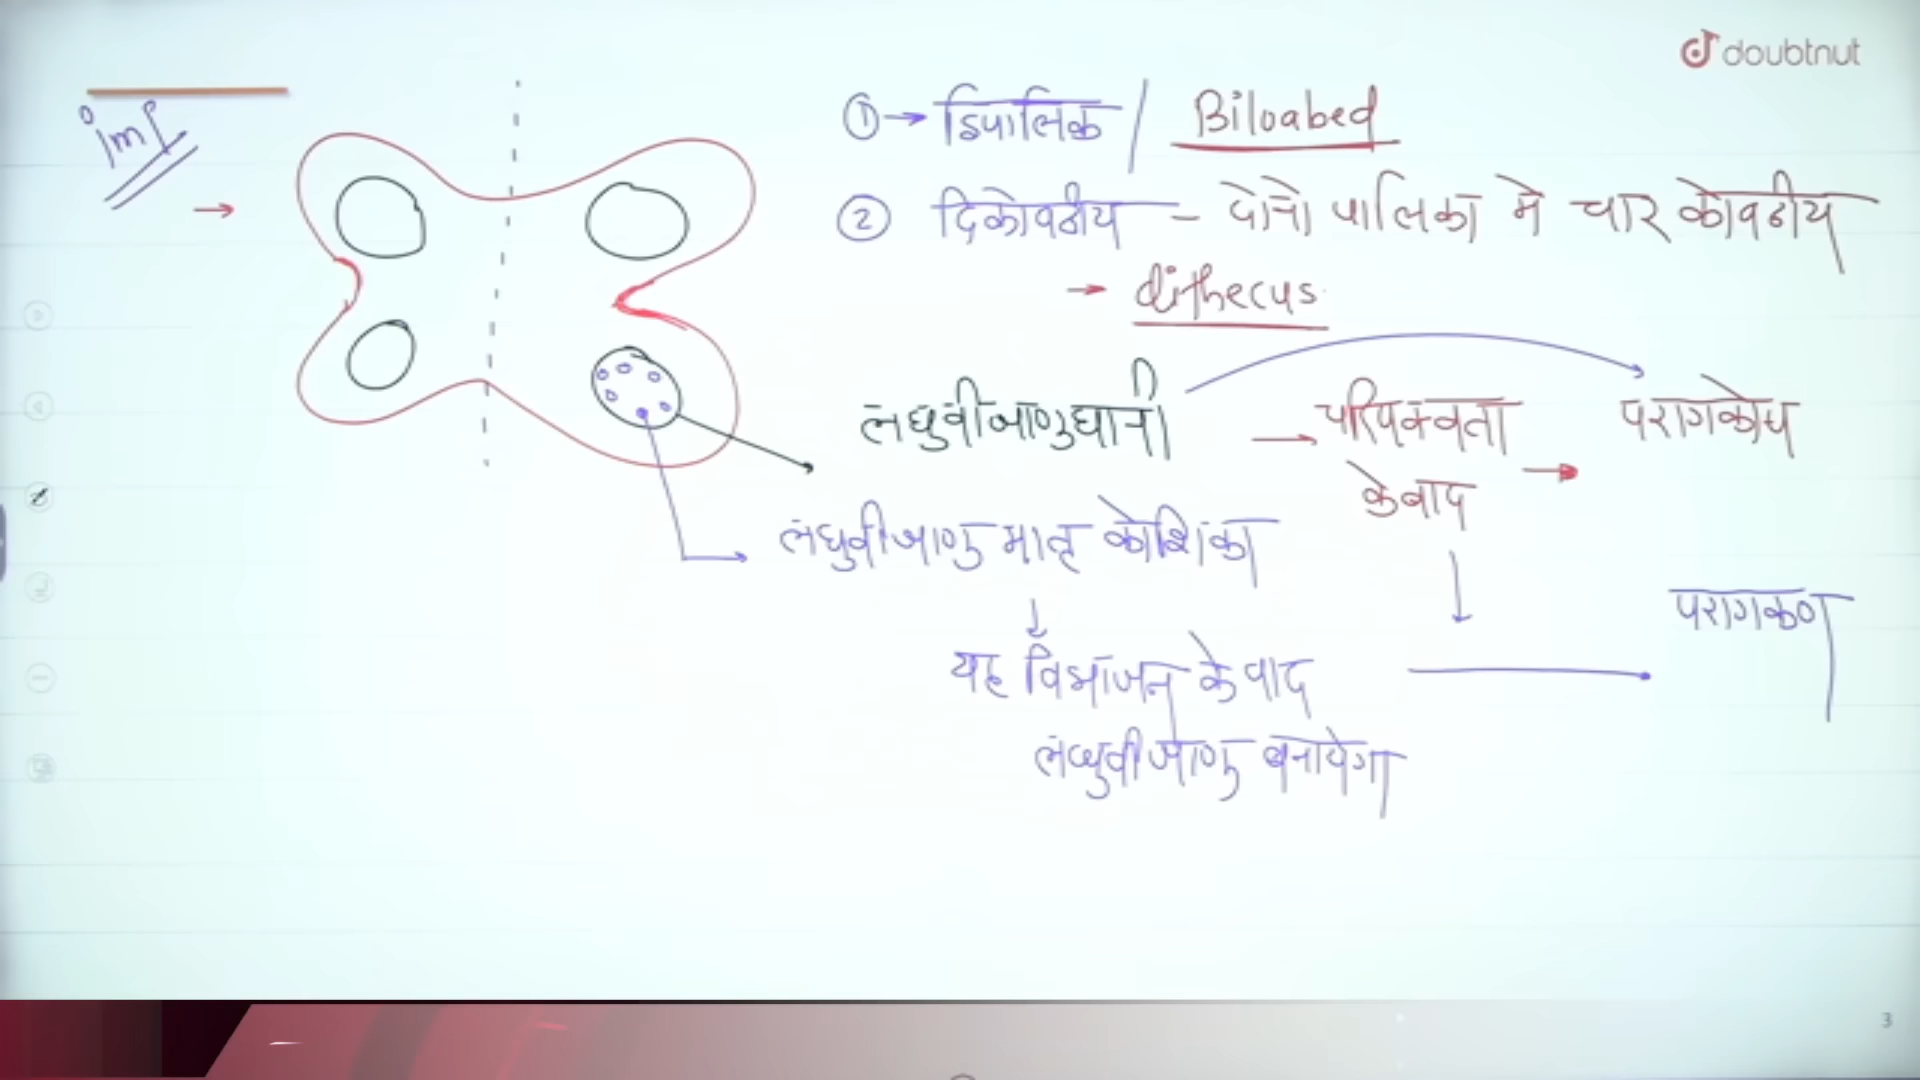 doubtnut
imp
① → द्विपालिक / Biloabed
② द्विकोष्ठीय - दोनो पालिका मे चार कोष्ठीय
→ dithecus
लघुबीजाणुधानी → परिपक्वता के बाद → परागकोष
लघुबीजाणु मातृ कोशिका
यह विभाजन के बाद
लघुबीजाणु बनायेगा
परागकण
3